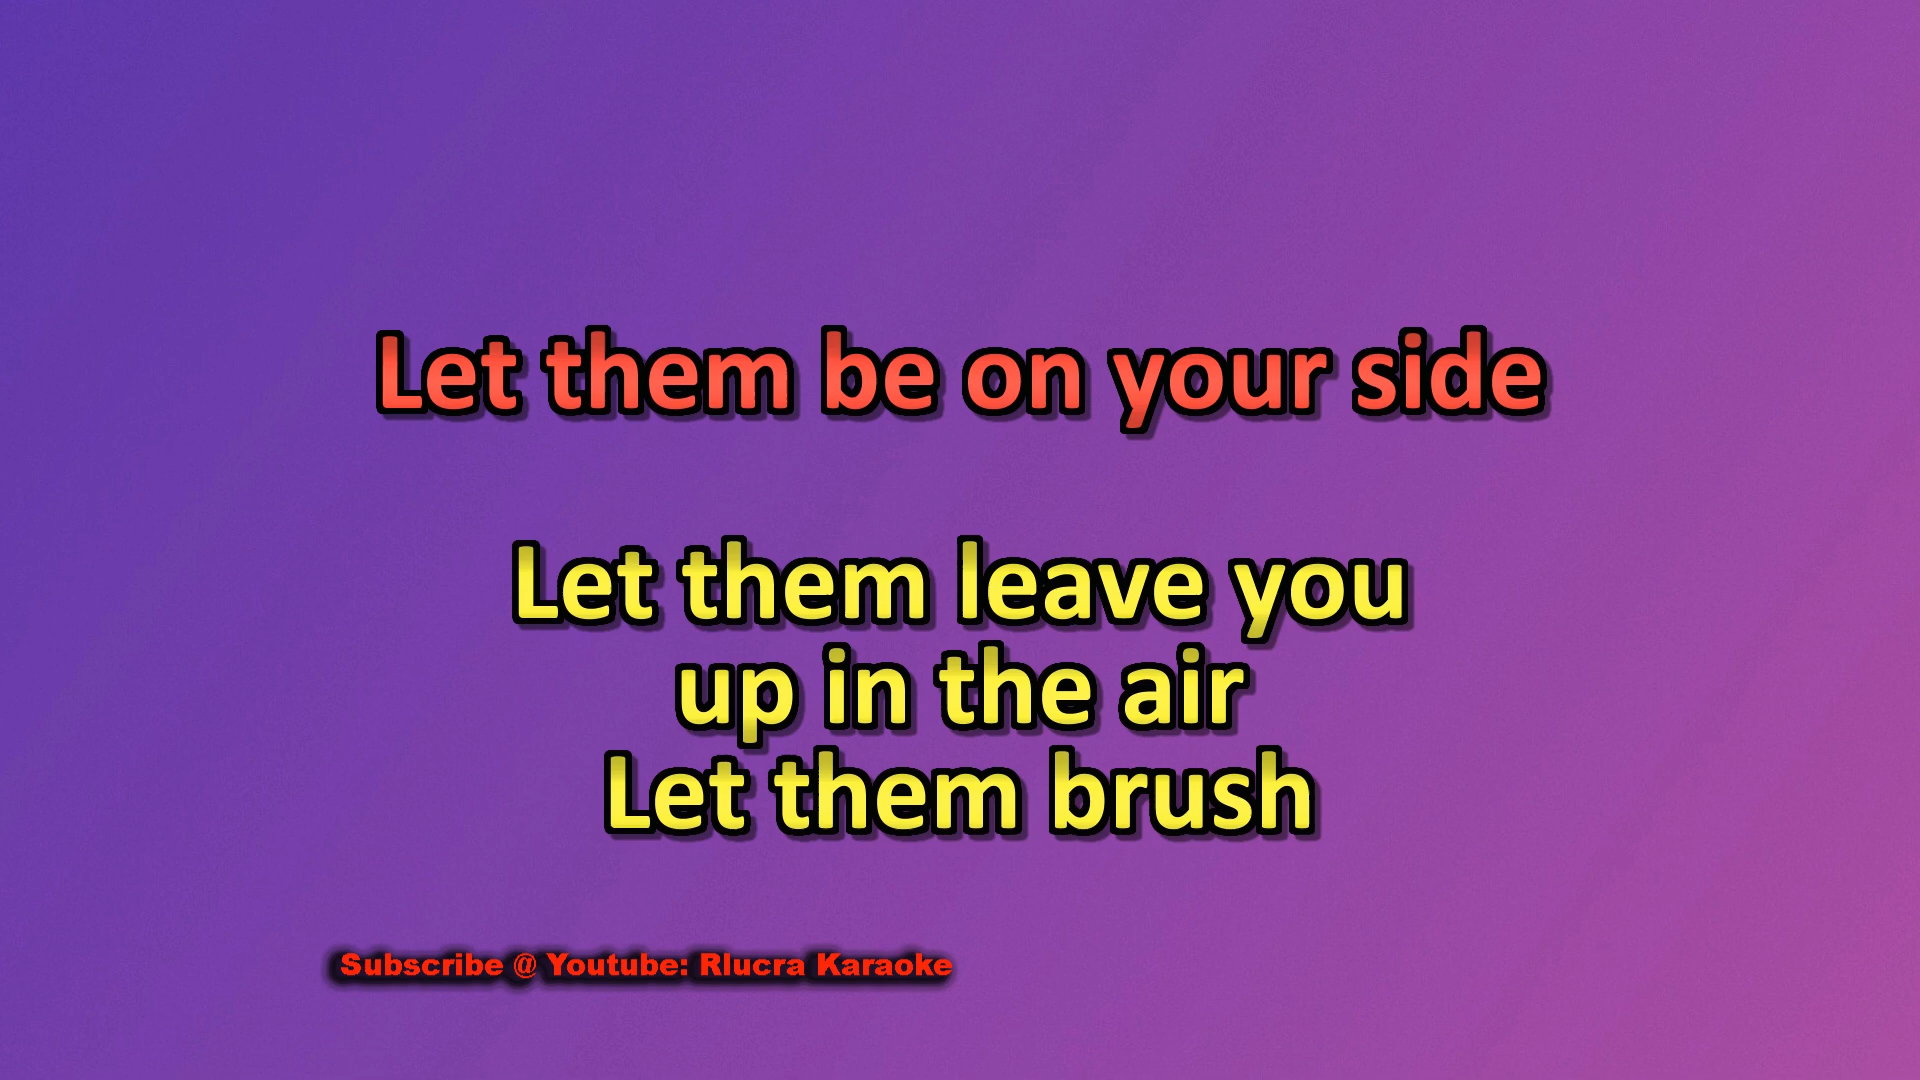 Let them be on your side
Let them leave you
up in the air
Let them brush
Subscribe @ Youtube: Rlucra Karaoke